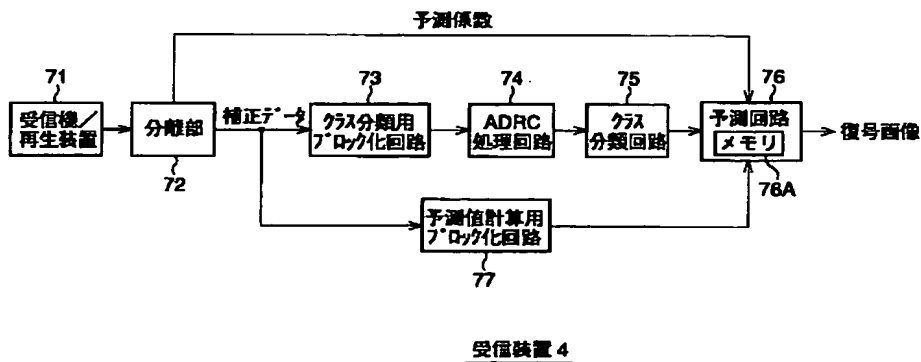 予測係数
71
受信機／
再生装置
分離部
72
補正データ
73
クラス分類用
ブロック化回路
74
ADRC
処理回路
75
クラス
分類回路
76
予測回路
メモリ
76A
復号画像
予測値計算用
ブロック化回路
77
受信装置 4